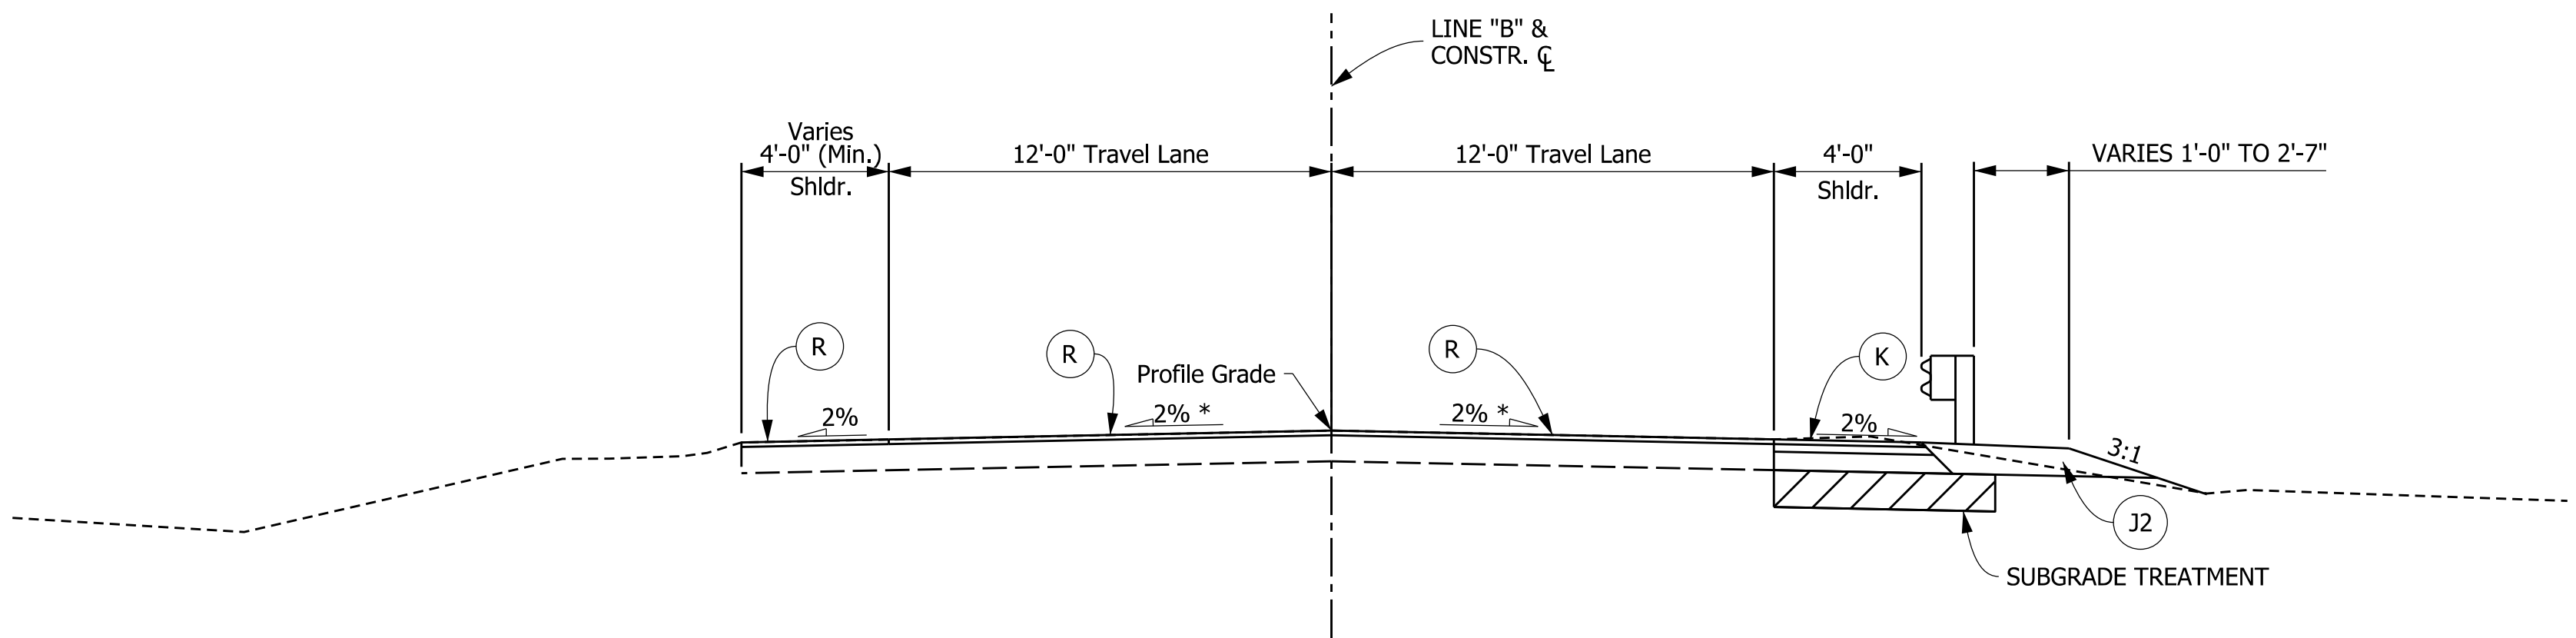 LINE "B" &
CONSTR. ℄
Varies
4'-0" (Min.)
Shldr.
12'-0" Travel Lane
12'-0" Travel Lane
4'-0"
Shldr.
VARIES 1'-0" TO 2'-7"
R
R
R
K
Profile Grade
2%
2% *
2% *
2%
3:1
J2
SUBGRADE TREATMENT